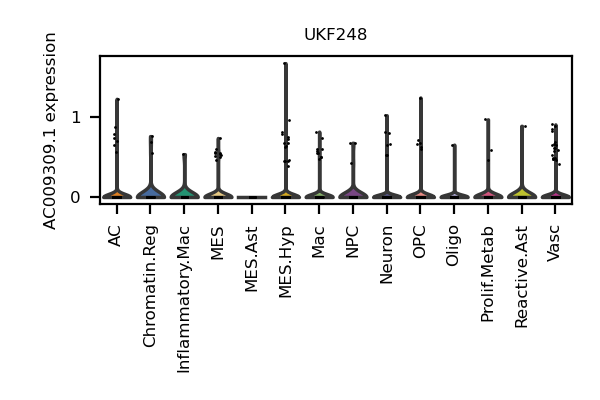 UKF248
AC009309.1 expression
1
0
AC
Chromatin.Reg
Inflammatory.Mac
MES
MES.Ast
MES.Hyp
Mac
NPC
Neuron
OPC
Oligo
Prolif.Metab
Reactive.Ast
Vasc